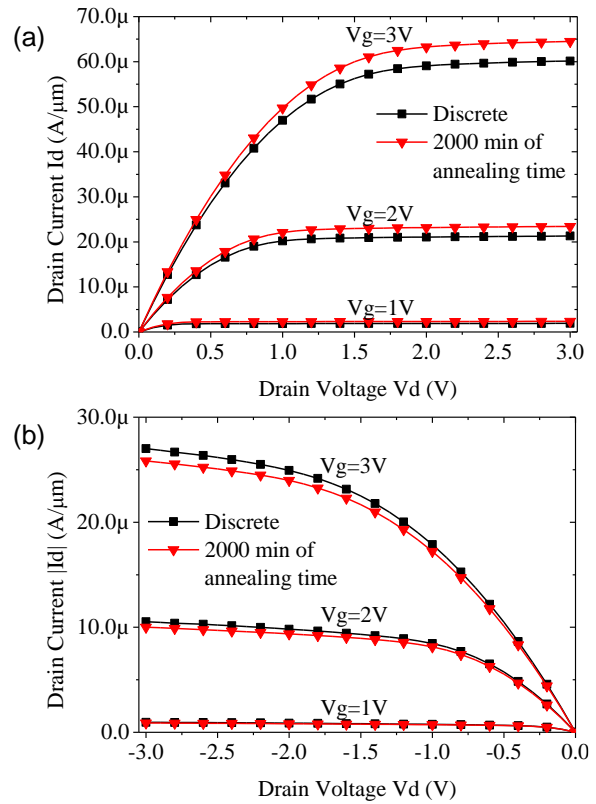 (a)
70.0μ
60.0μ
50.0μ
40.0μ
30.0μ
20.0μ
10.0μ
0.0
Drain Current Id (A/μm)
Vg=3V
Discrete
2000 min of
annealing time
Vg=2V
Vg=1V
0.0 0.5 1.0 1.5 2.0 2.5 3.0
Drain Voltage Vd (V)
(b)
30.0μ
20.0μ
10.0μ
0.0
Drain Current |Id| (A/μm)
Vg=3V
Discrete
2000 min of
annealing time
Vg=2V
Vg=1V
-3.0 -2.5 -2.0 -1.5 -1.0 -0.5 0.0
Drain Voltage Vd (V)